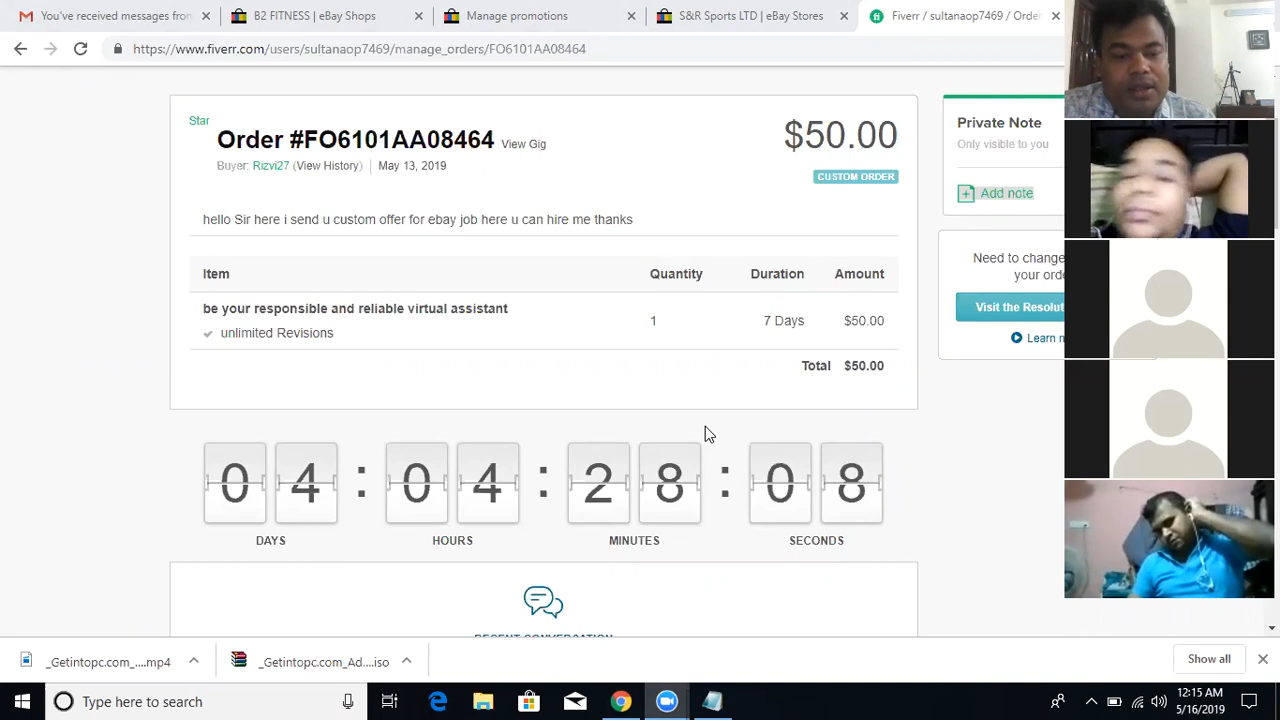 You've received messages from
B2 FITNESS | eBay Shops
Manage promotions
S&R Sports LTD | eBay Stores
Fiverr / sultanaop7469 / Order
https://www.fiverr.com/users/sultanaop7469/manage_orders/FO6101AA08464
Star
Order #FO6101AA08464 View Gig
$50.00
Buyer: Rizvi27 (View History) | May 13, 2019
CUSTOM ORDER
hello Sir here i send u custom offer for ebay job here u can hire me thanks
Item Quantity Duration Amount
be your responsible and reliable virtual assistant
1 7 Days $50.00
unlimited Revisions
Total $50.00
04 : 04 : 28 : 08
DAYS HOURS MINUTES SECONDS
RECENT CONVERSATION
Private Note
Only visible to you
Add note
Need to change
your orde
Visit the Resolut
Learn m
_Getintopc.com_....mp4
_Getintopc.com_Ad....iso
Show all
Type here to search
12:15 AM
5/16/2019